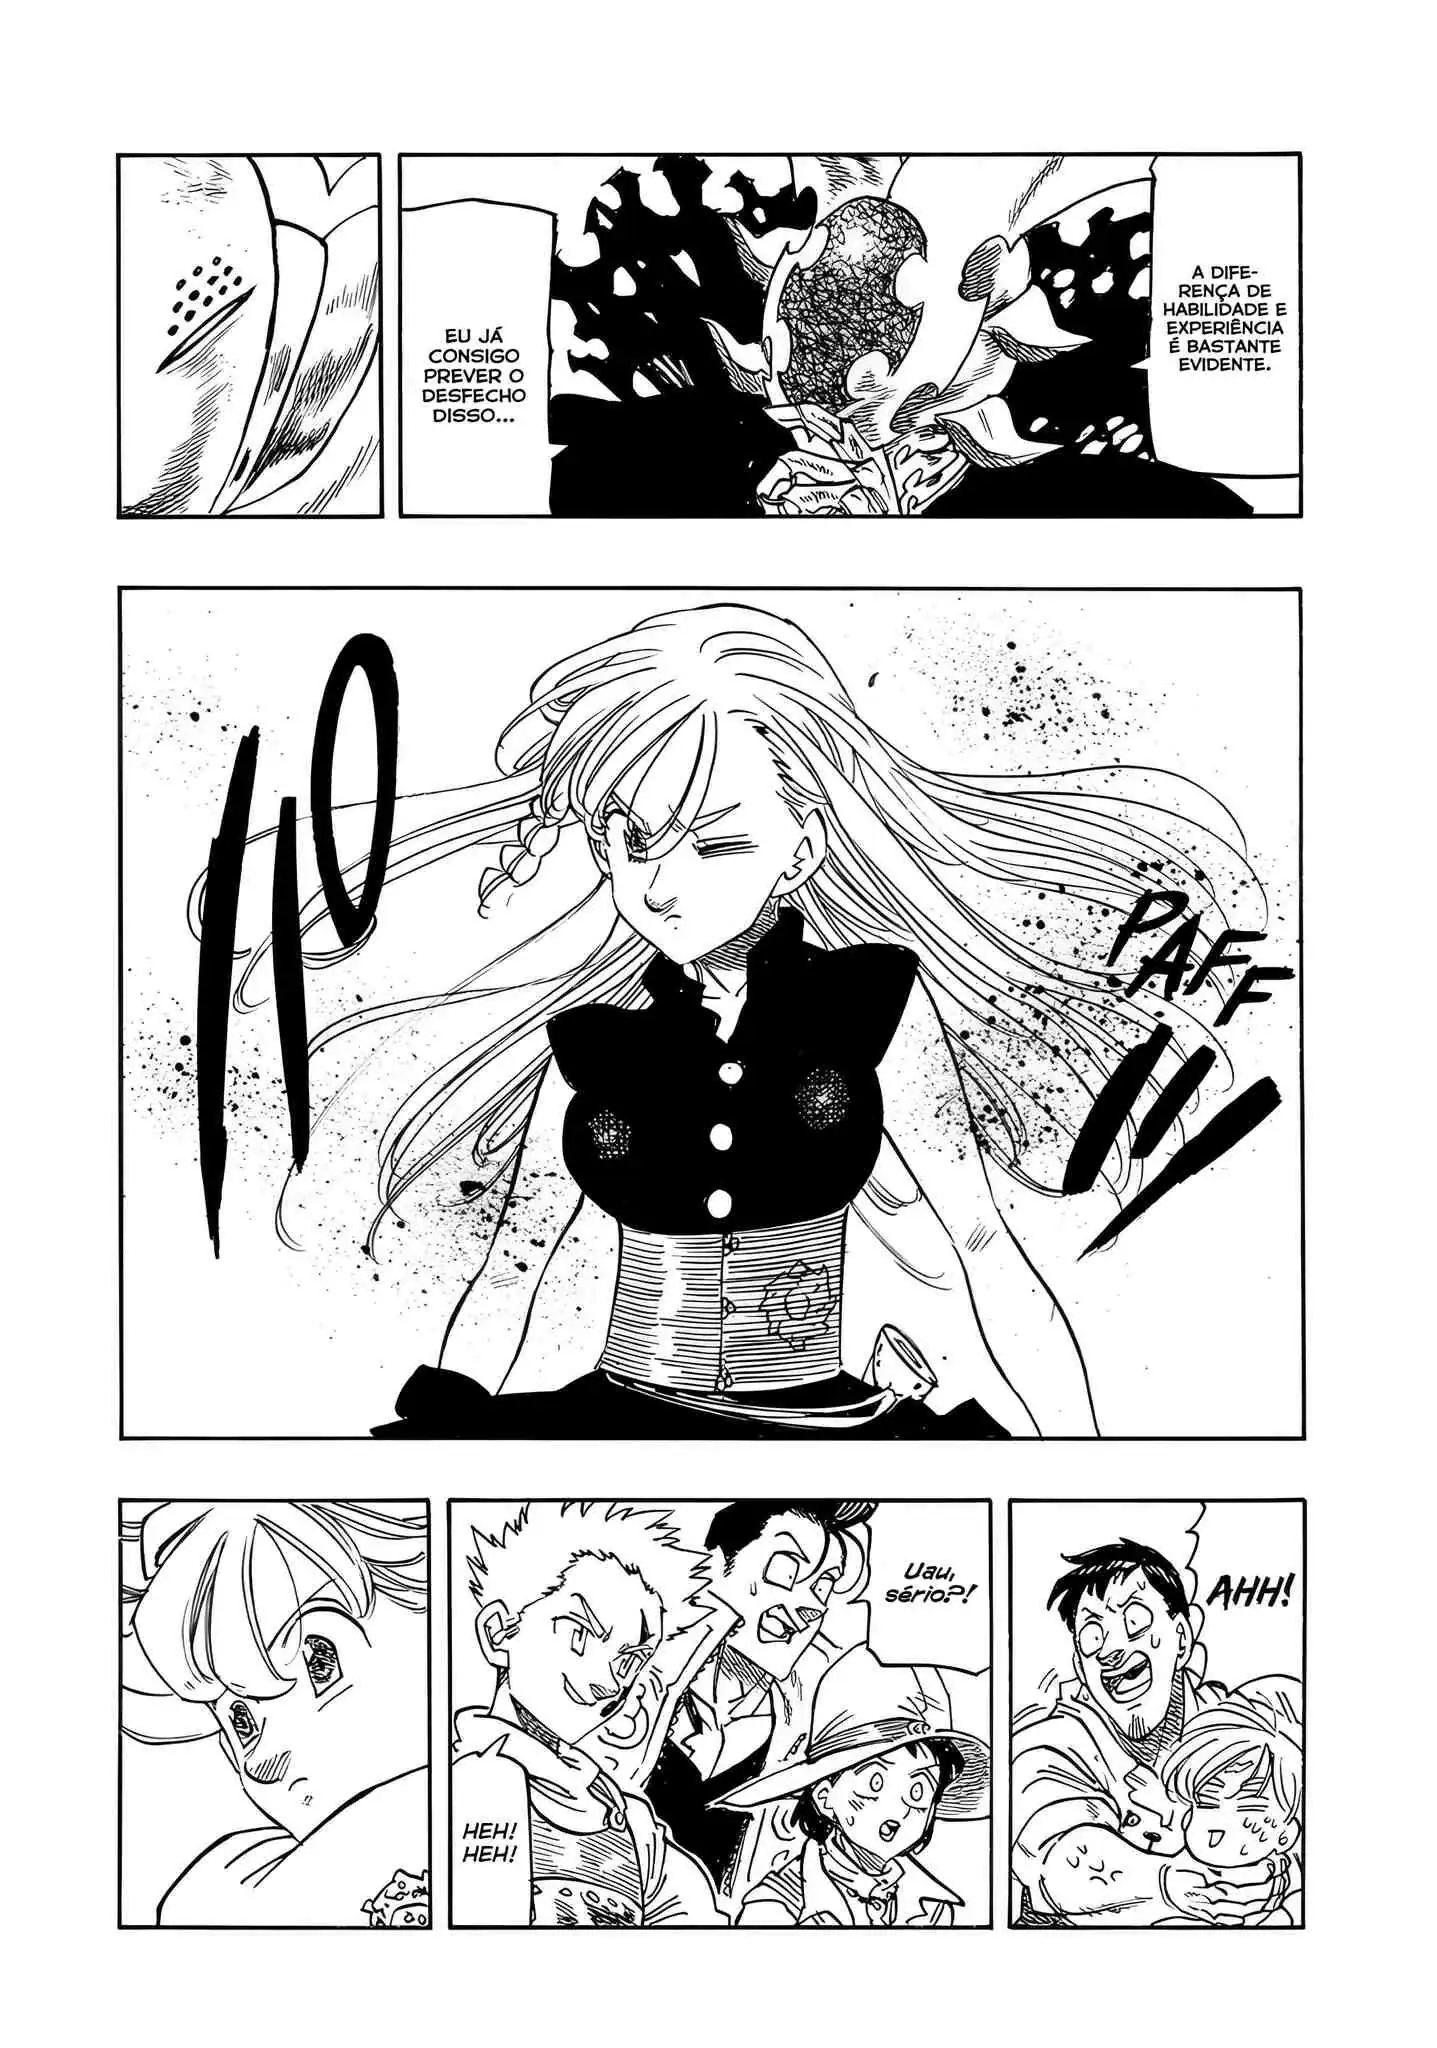 A DIFE-
RENÇA DE
HABILIDADE E
EXPERIÊNCIA
É BASTANTE
EVIDENTE.
EU JÁ
CONSIGO
PREVER O
DESFECHO
DISSO...
PAFF
パ
AHH!
Uau,
sério?!
HEH!
HEH!